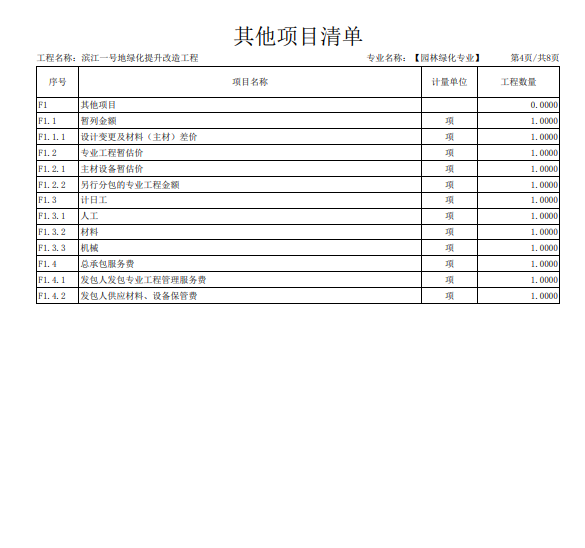 其他项目清单
工程名称: 滨江一号地绿化提升改造工程 专业名称: 【园林绿化专业】 第4页/共8页
序号 项目名称 计量单位 工程数量
F1 其他项目 0.0000
F1.1 暂列金额 项 1.0000
F1.1.1 设计变更及材料（主材）差价 项 1.0000
F1.2 专业工程暂估价 项 1.0000
F1.2.1 主材设备暂估价 项 1.0000
F1.2.2 另行分包的专业工程金额 项 1.0000
F1.3 计日工 项 1.0000
F1.3.1 人工 项 1.0000
F1.3.2 材料 项 1.0000
F1.3.3 机械 项 1.0000
F1.4 总承包服务费 项 1.0000
F1.4.1 发包人发包专业工程管理服务费 项 1.0000
F1.4.2 发包人供应材料、设备保管费 项 1.0000